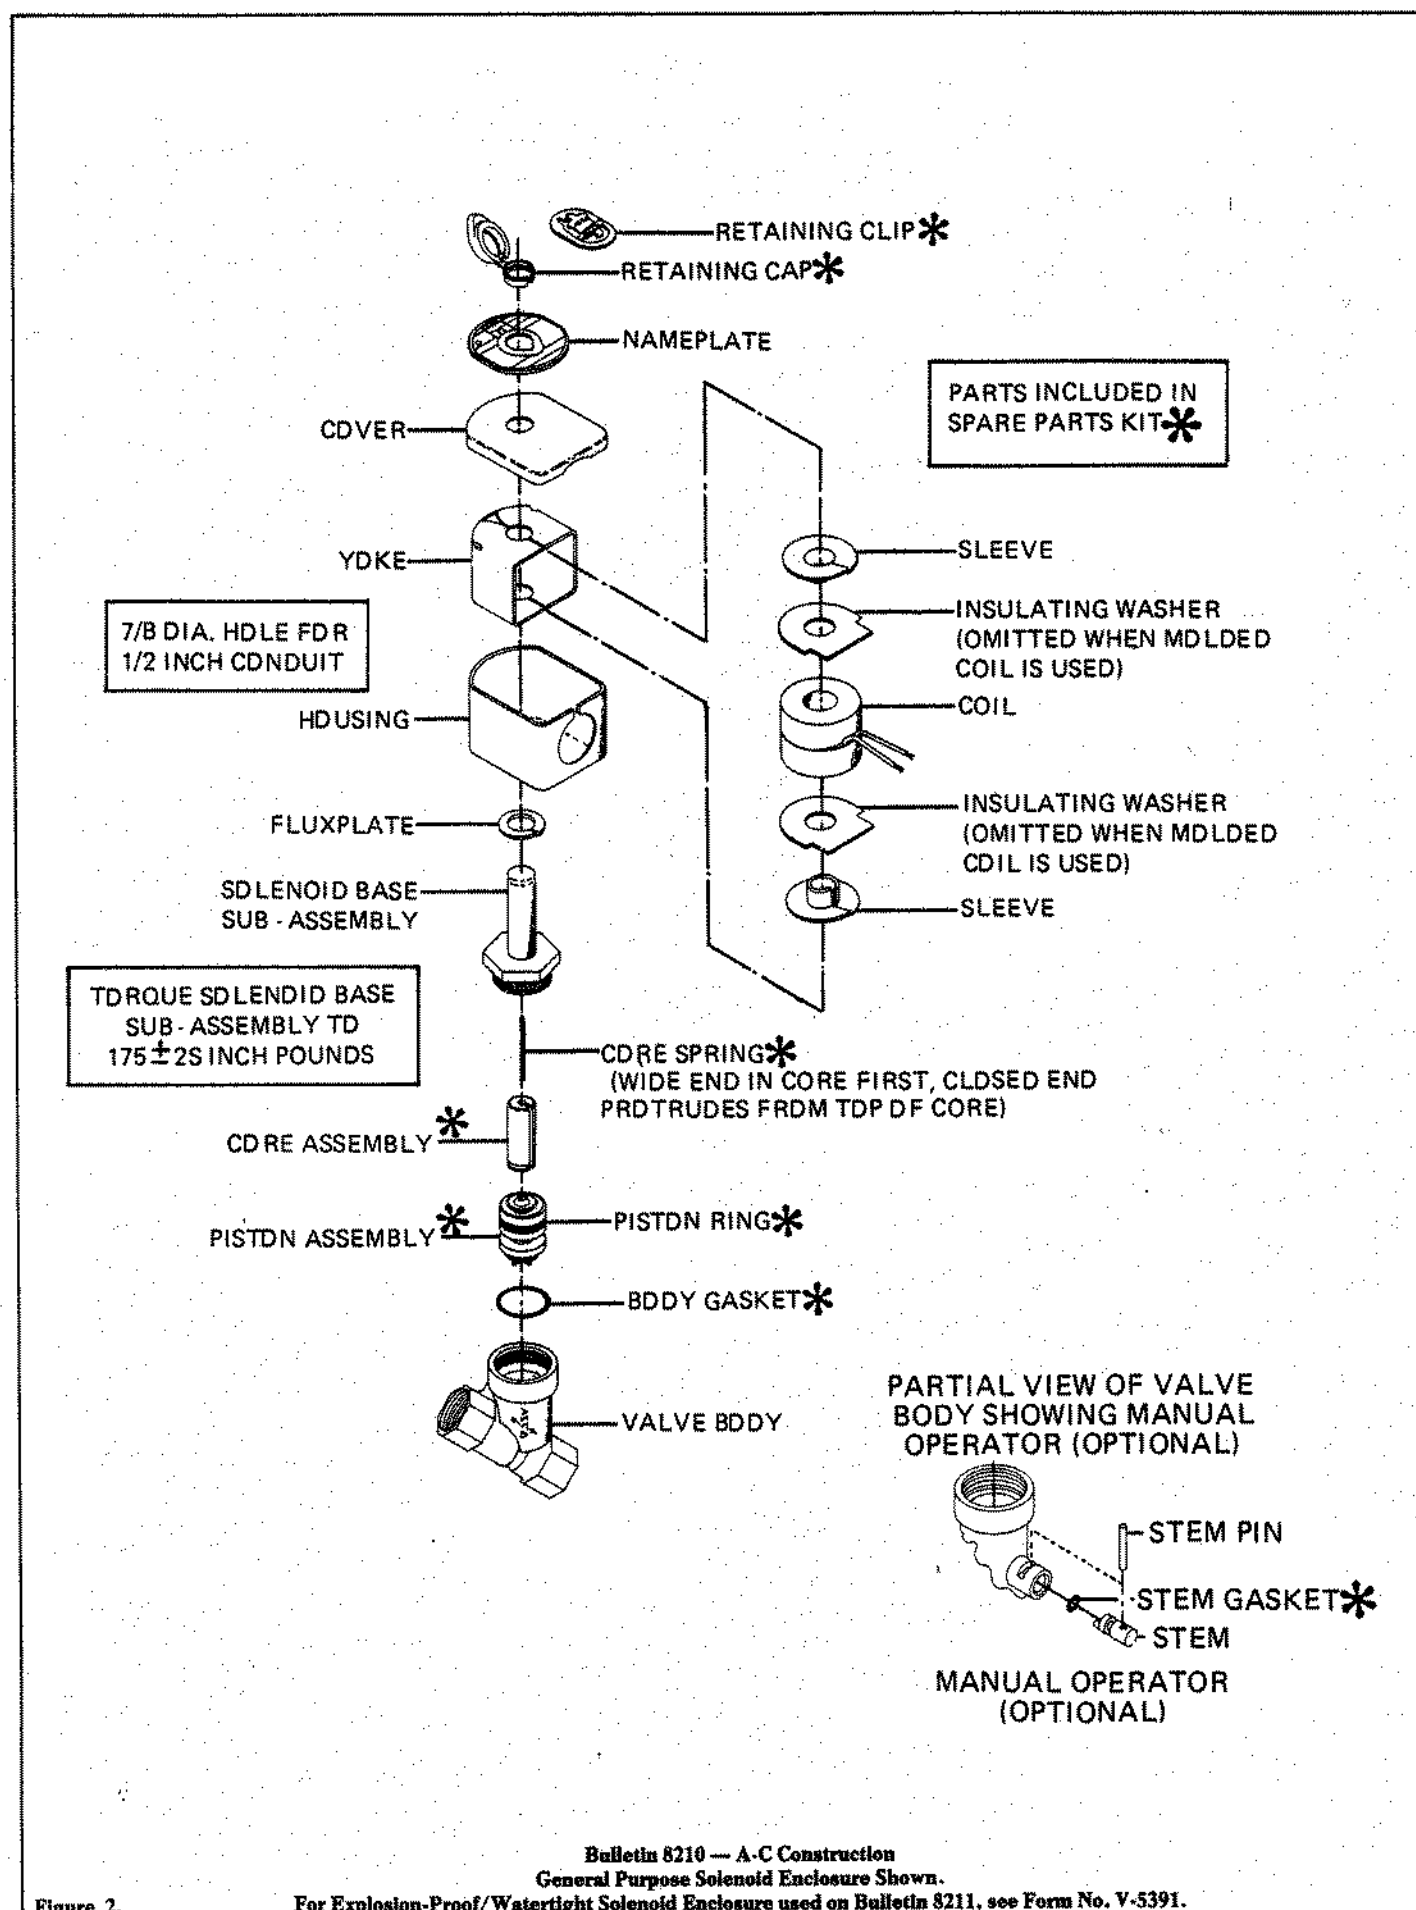 RETAINING CLIP*
RETAINING CAP*
NAMEPLATE
PARTS INCLUDED IN
SPARE PARTS KIT*
CDVER
YDKE
SLEEVE
7/B DIA. HDLE FDR
1/2 INCH CDNDUIT
INSULATING WASHER
(OMITTED WHEN MDLDED
COIL IS USED)
HDUSING
COIL
FLUXPLATE
INSULATING WASHER
(OMITTED WHEN MDLDED
CDIL IS USED)
SDLENOID BASE
SUB - ASSEMBLY
SLEEVE
TDRQUE SDLENDID BASE
SUB - ASSEMBLY TD
175 ± 2S INCH POUNDS
CDRE SPRING*
(WIDE END IN CORE FIRST, CLDSED END
PRDTRUDES FRDM TDP DF CORE)
CDRE ASSEMBLY*
PISTDN RING*
PISTDN ASSEMBLY*
BDDY GASKET*
VALVE BDDY
PARTIAL VIEW OF VALVE
BODY SHOWING MANUAL
OPERATOR (OPTIONAL)
STEM PIN
STEM GASKET*
STEM
MANUAL OPERATOR
(OPTIONAL)
Bulletin 8210 — A-C Construction
General Purpose Solenoid Enclosure Shown.
Figure 2. For Explosion-Proof/Watertight Solenoid Enclosure used on Bulletin 8211, see Form No. V-5391.